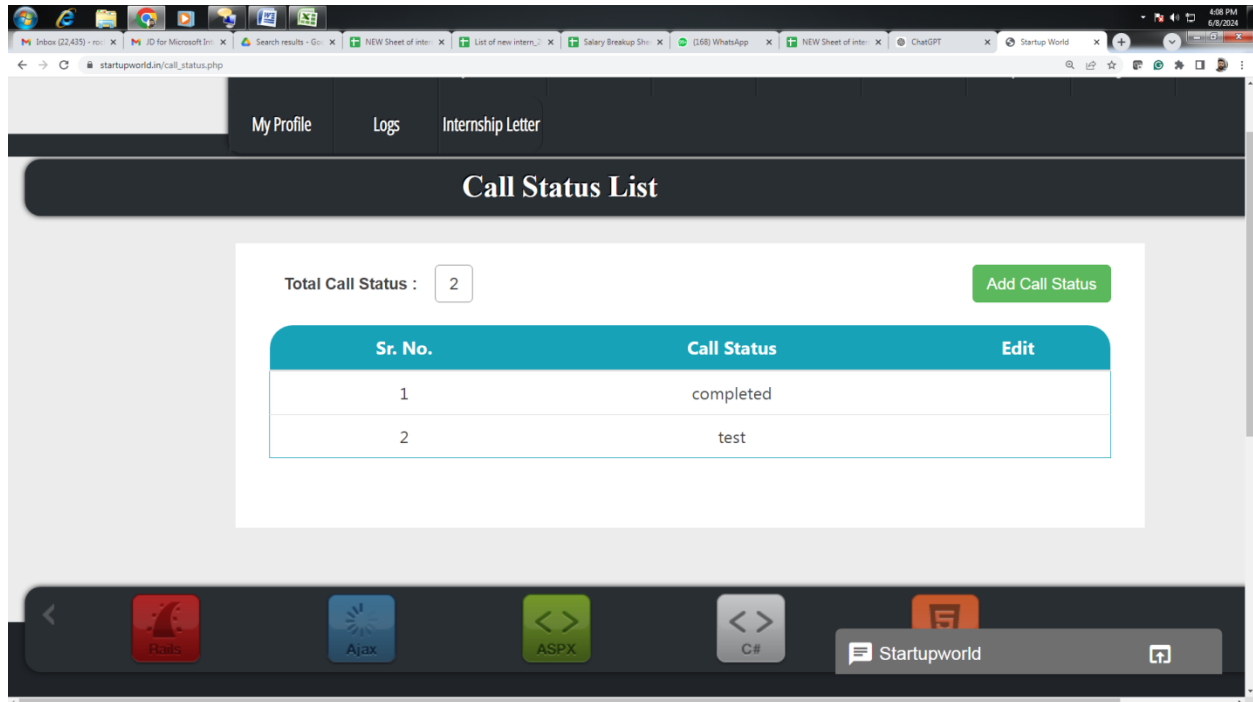 4:08 PM
6/8/2024
Inbox (22,435) - roc
JD for Microsoft Int
Search results - Go
NEW Sheet of inter
List of new intern_2
Salary Breakup She
(168) WhatsApp
NEW Sheet of inter
ChatGPT
Startup World
startupworld.in/call_status.php
My Profile Logs Internship Letter
Call Status List
Total Call Status : 2 Add Call Status
Sr. No. Call Status Edit
1 completed
2 test
Rails Ajax ASPX C#
Startupworld